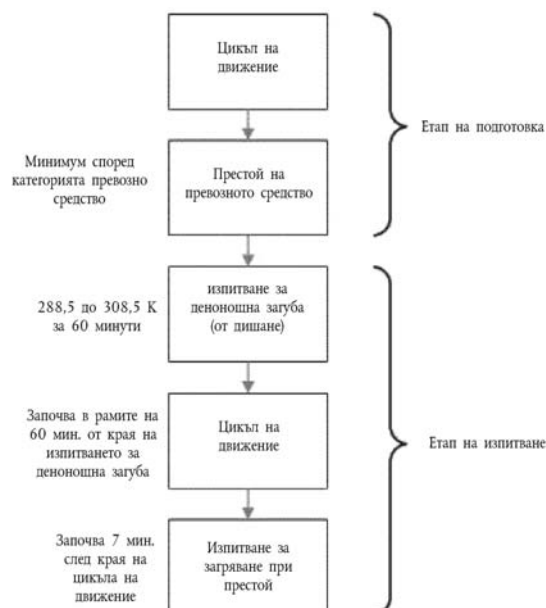 Цикъл на
движение
Етап на подготовка
Минимум според
категорията превозно
средство
Престой на
превозното средство
288,5 до 308,5 К
за 60 минути
изпитване за
денонощна загуба
(от дишане)
Започва в рамите на
60 мин. от края на
изпитването за
денонощна загуба
Цикъл на
движение
Етап на изпитване
Започва 7 мин.
след края на
цикъла на
движение
Изпитване за
загряване при
престой